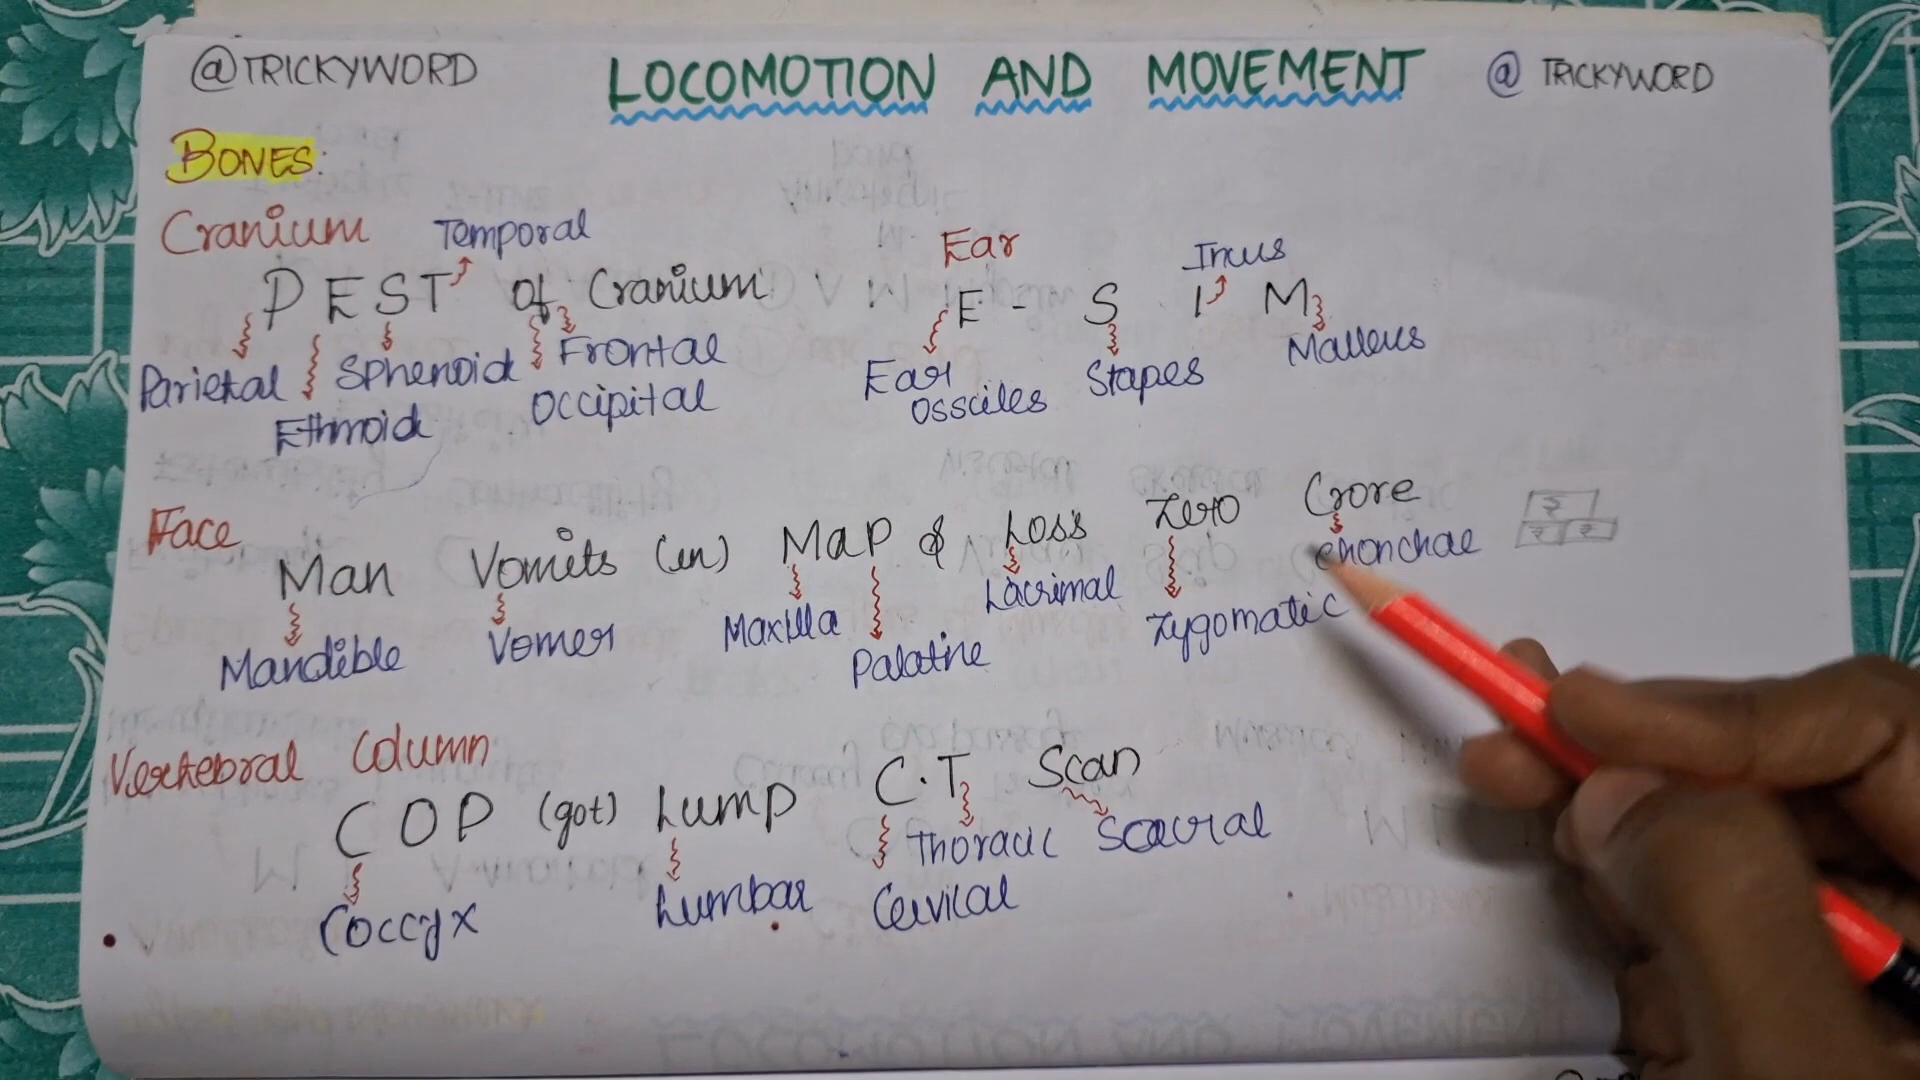 @TRICKYWORD LOCOMOTION AND MOVEMENT @ TRICKYWORD
BONES:
Cranium
Temporal
PEST of Cranium
Parietal Ethmoid Sphenoid Frontal Occipital
Ear
Incus
E - S I M
Ear Ossciles Stapes Malleus
Face
Man Vomits (in) MaP & Loss Zero Crore
Mandible Vomer Maxilla Palatine Lacrimal Zygomatic chonchae
Vertebral Column
COP (got) Lump C.T Scan
Coccyx Lumbar Cervical Thoracic Sacral